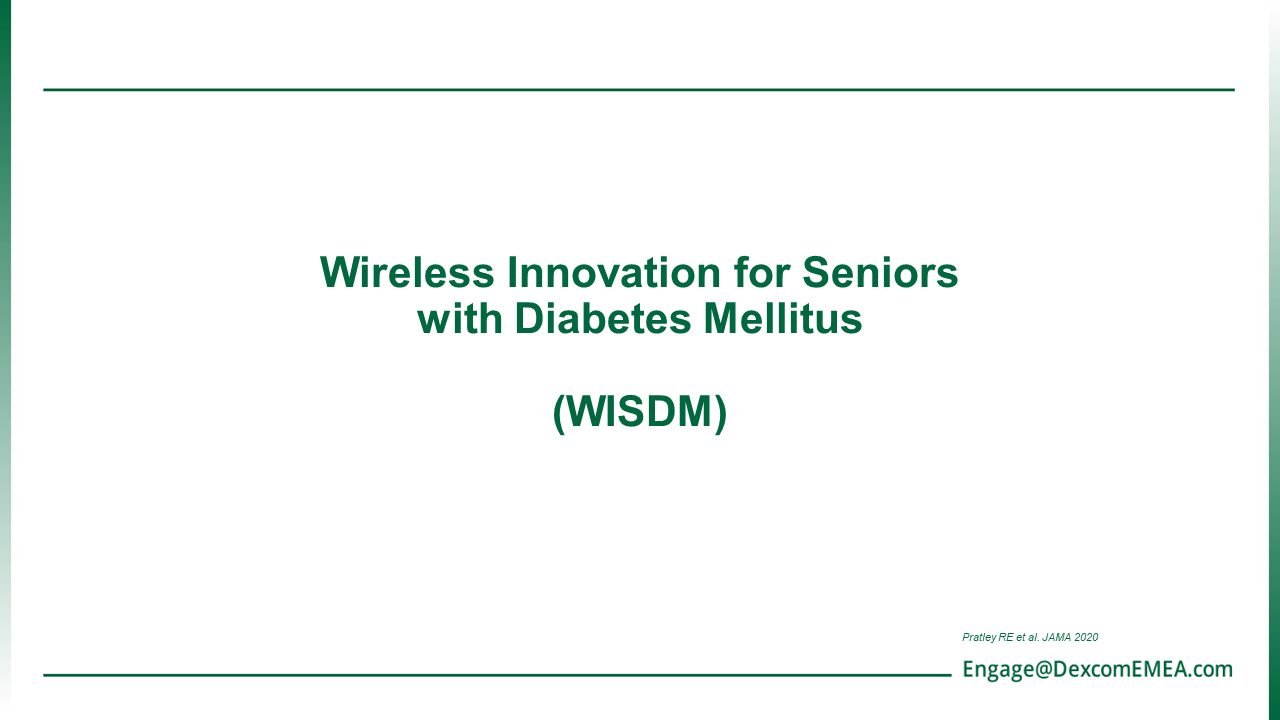 Wireless Innovation for Seniors
with Diabetes Mellitus
(WISDM)
Pratley RE et al. JAMA 2020
Engage@DexcomEMEA.com